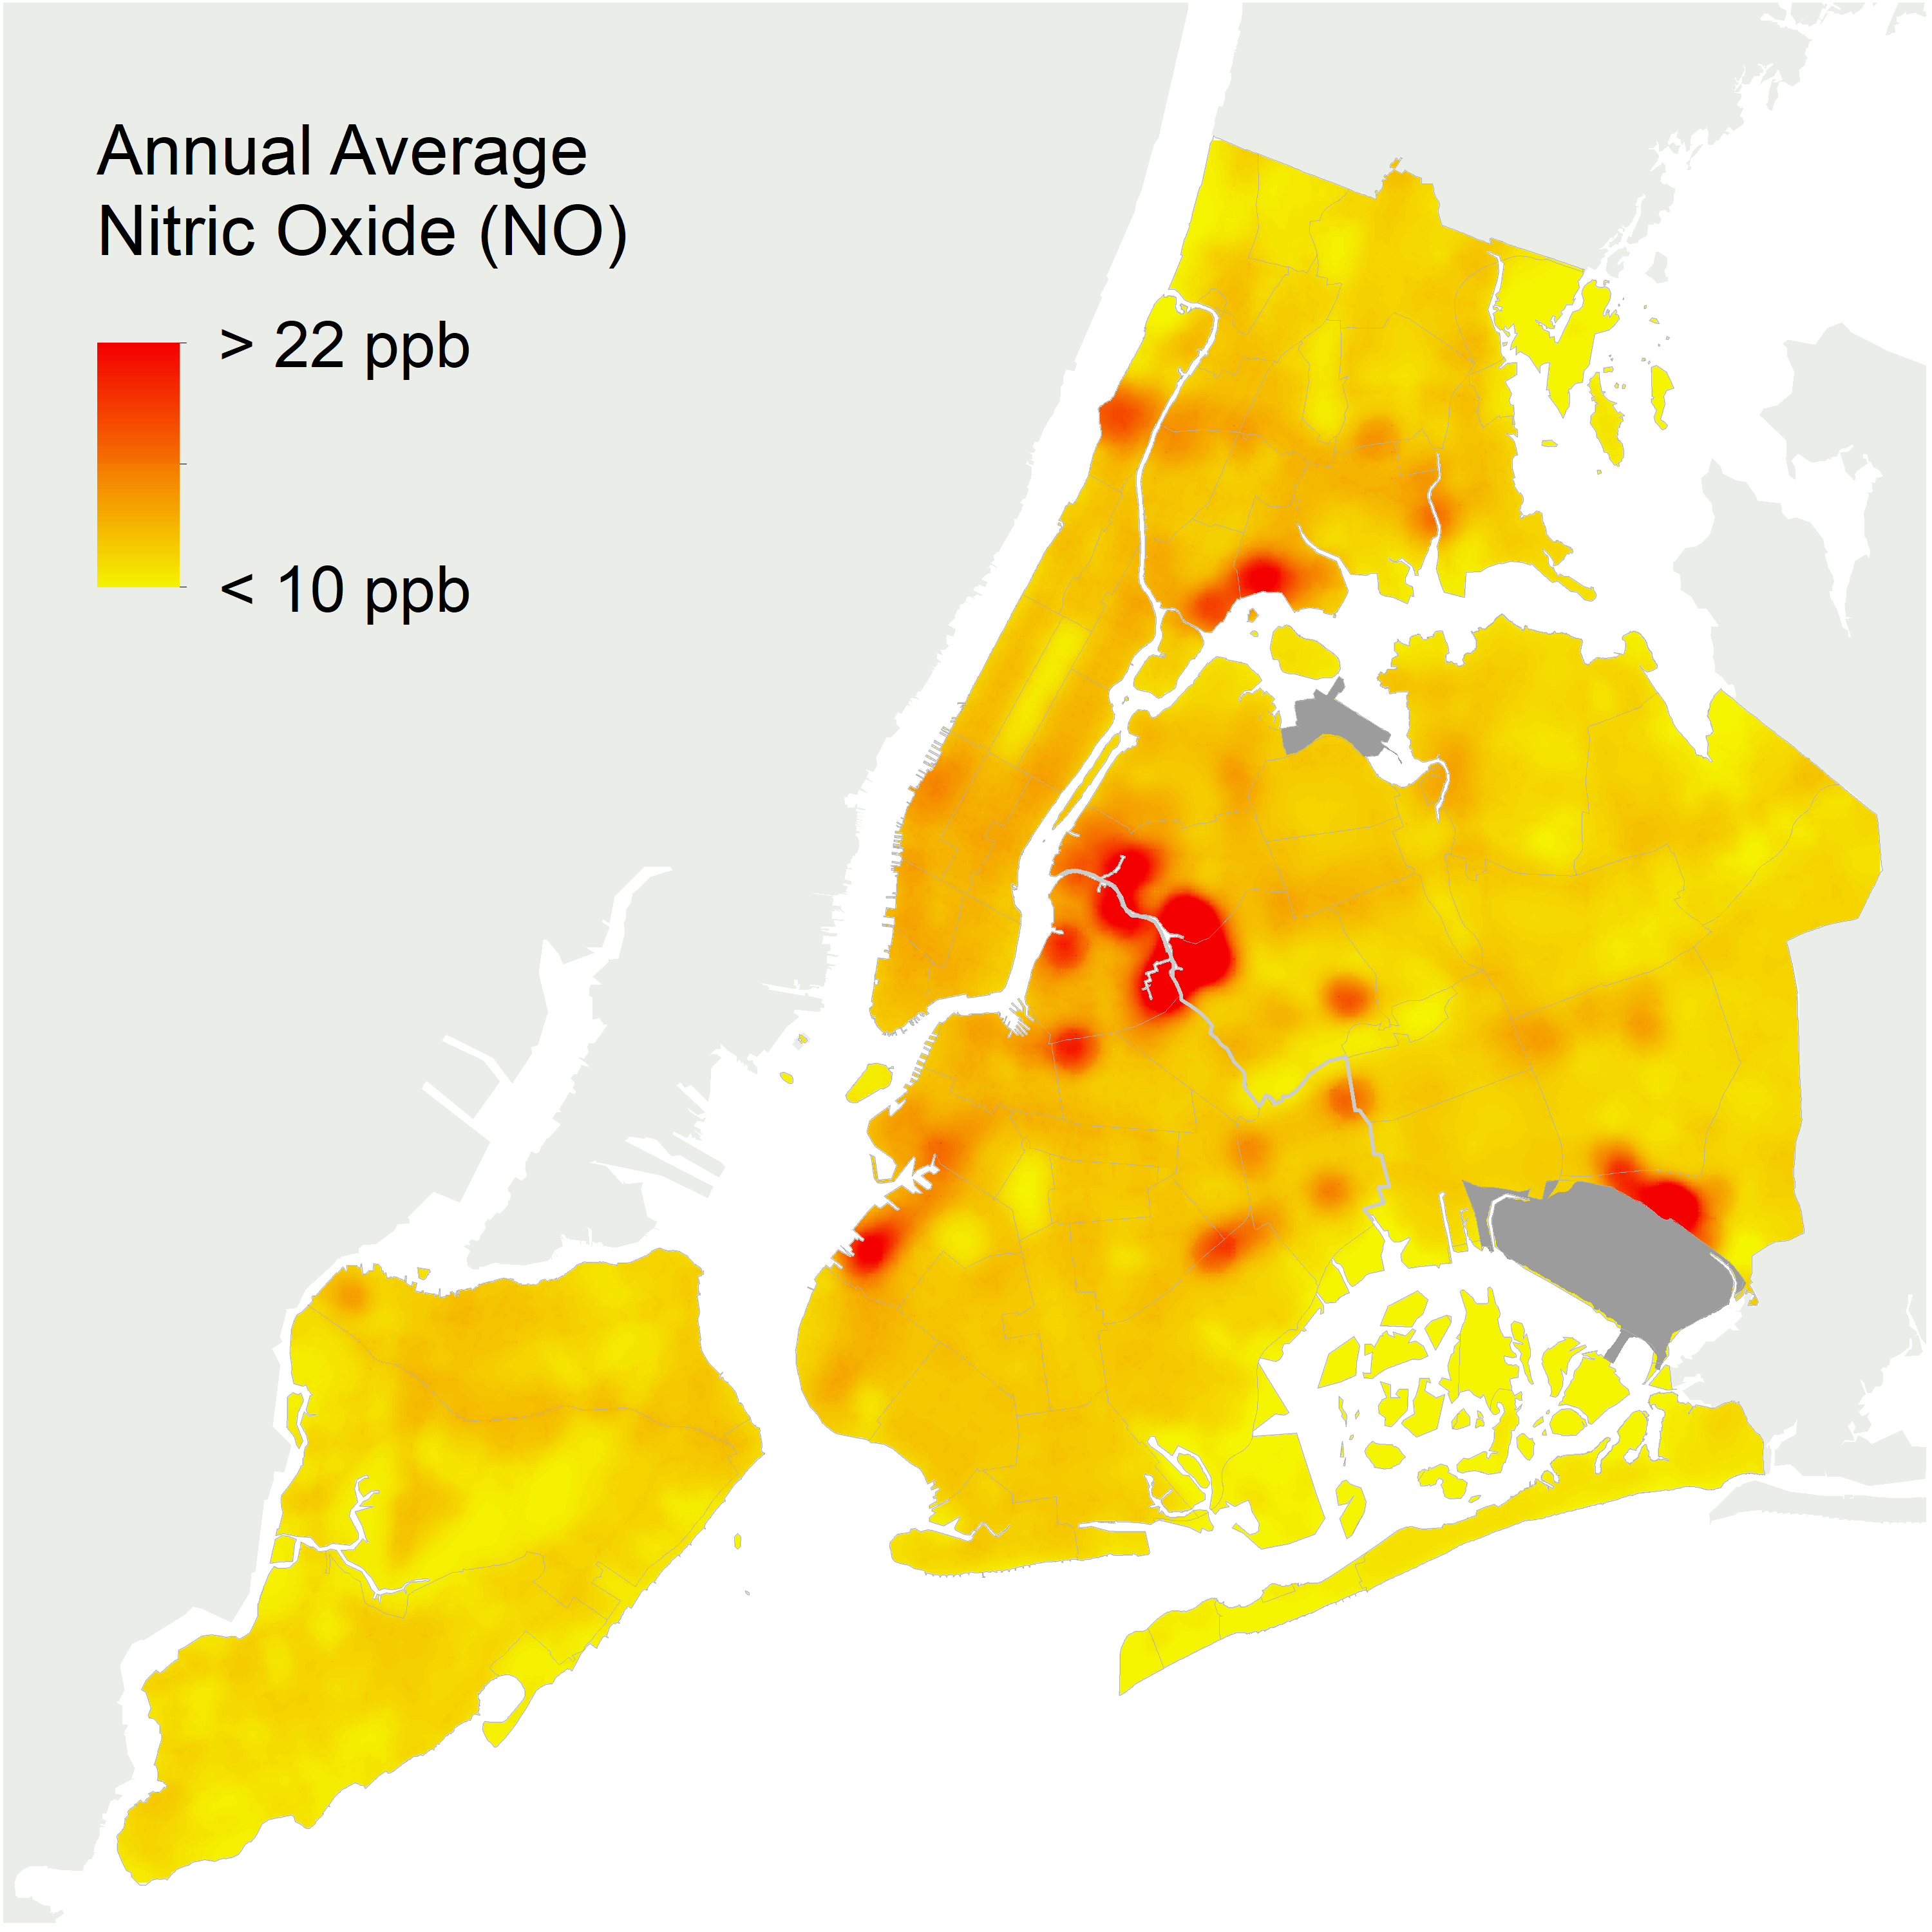 Annual Average
Nitric Oxide (NO)
> 22 ppb
< 10 ppb